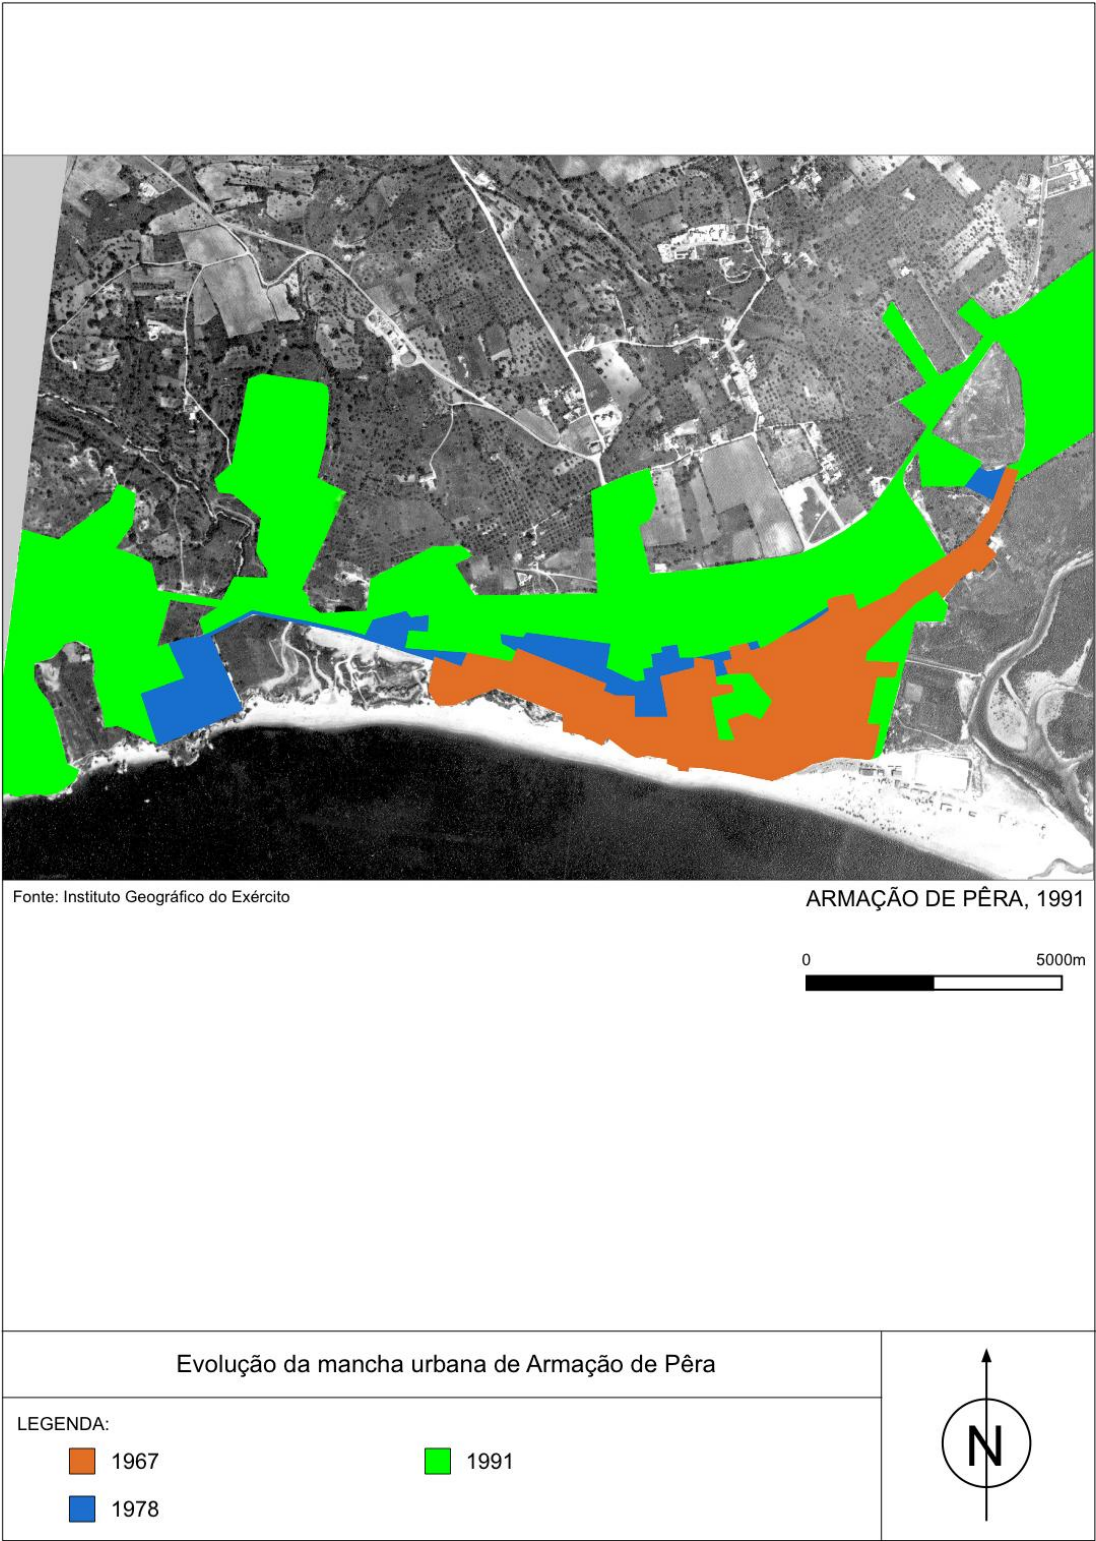 Fonte: Instituto Geográfico do Exército
ARMAÇÃO DE PÊRA, 1991
0 5000m
Evolução da mancha urbana de Armação de Pêra
LEGENDA:
1967 1991
1978
N